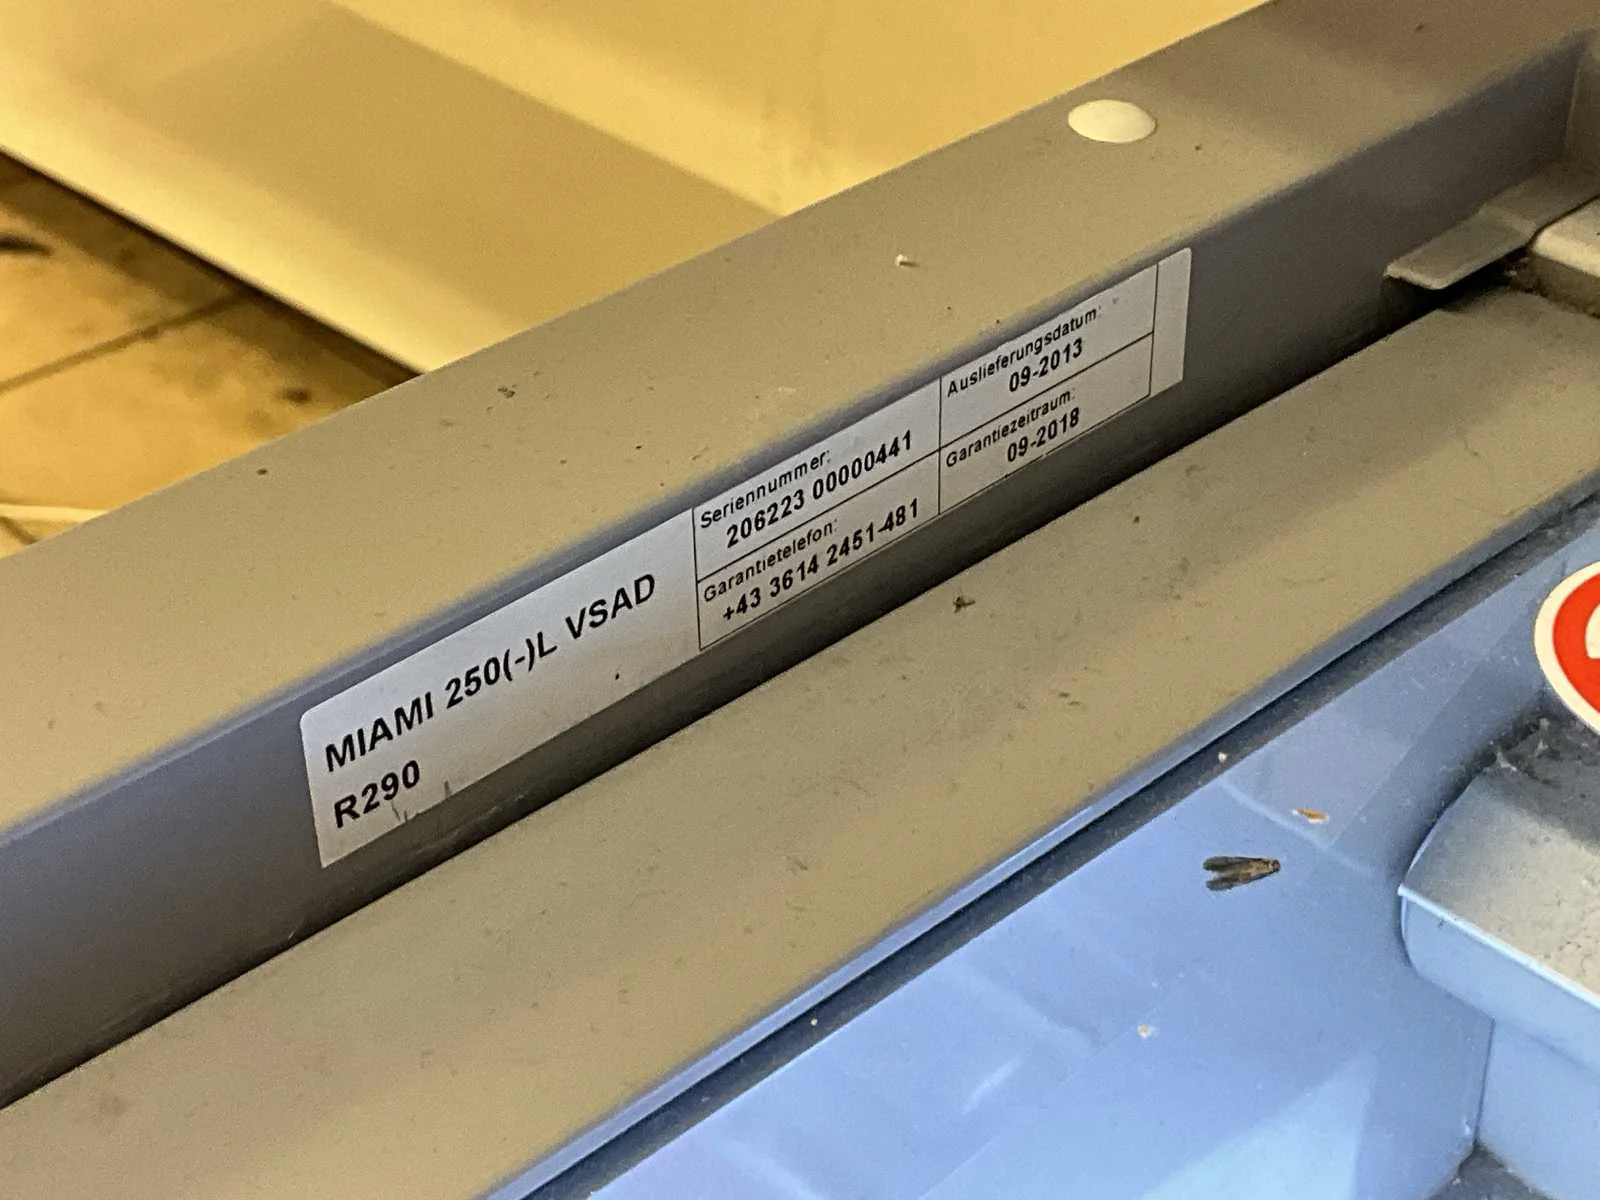 MIAMI 250(-)L VSAD
R290
Seriennummer:
206223 00000441
Garantietelefon:
+43 3614 2451-481
Auslieferungsdatum:
09-2013
Garantiezeitraum:
09-2018